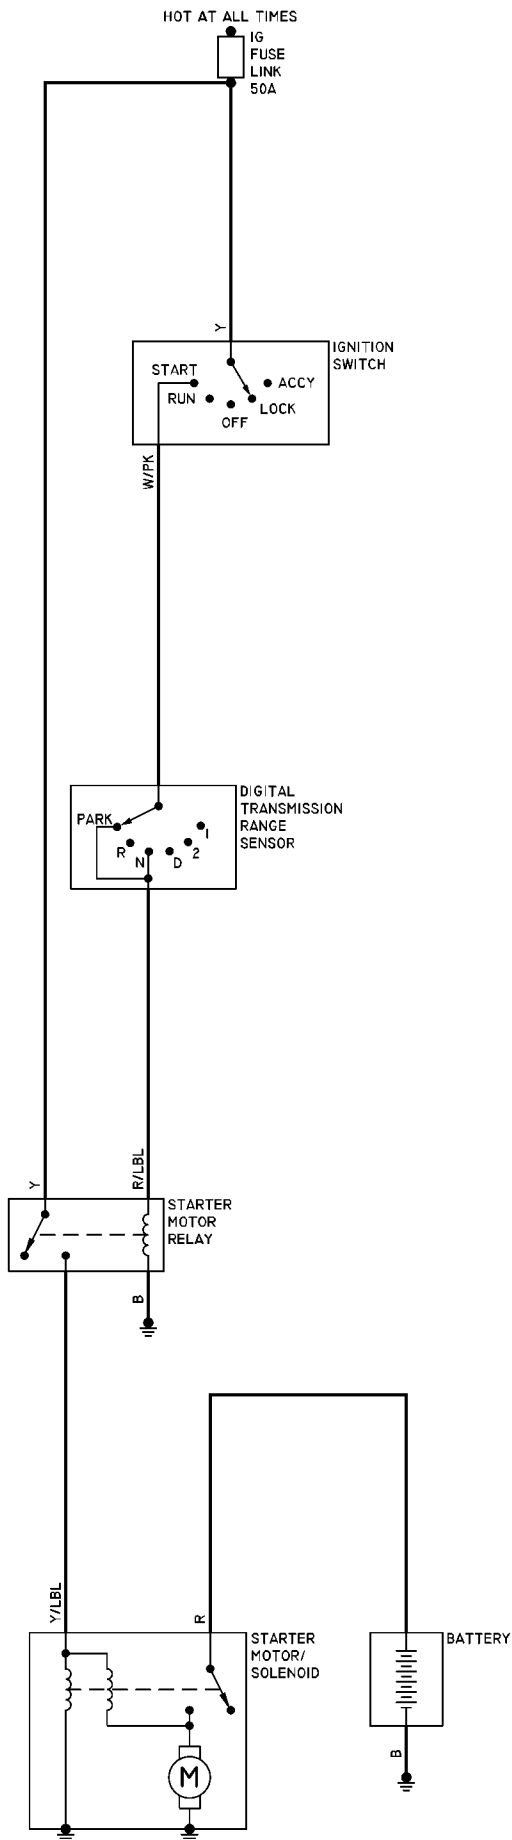 HOT AT ALL TIMES
IG
FUSE
LINK
50A
Y
IGNITION
SWITCH
START
ACCY
RUN
LOCK
OFF
W/PK
DIGITAL
TRANSMISSION
RANGE
SENSOR
PARK
1
R
N
D
2
Y
R/LBL
STARTER
MOTOR
RELAY
B
Y/LBL
R
STARTER
MOTOR/
SOLENOID
BATTERY
B
M